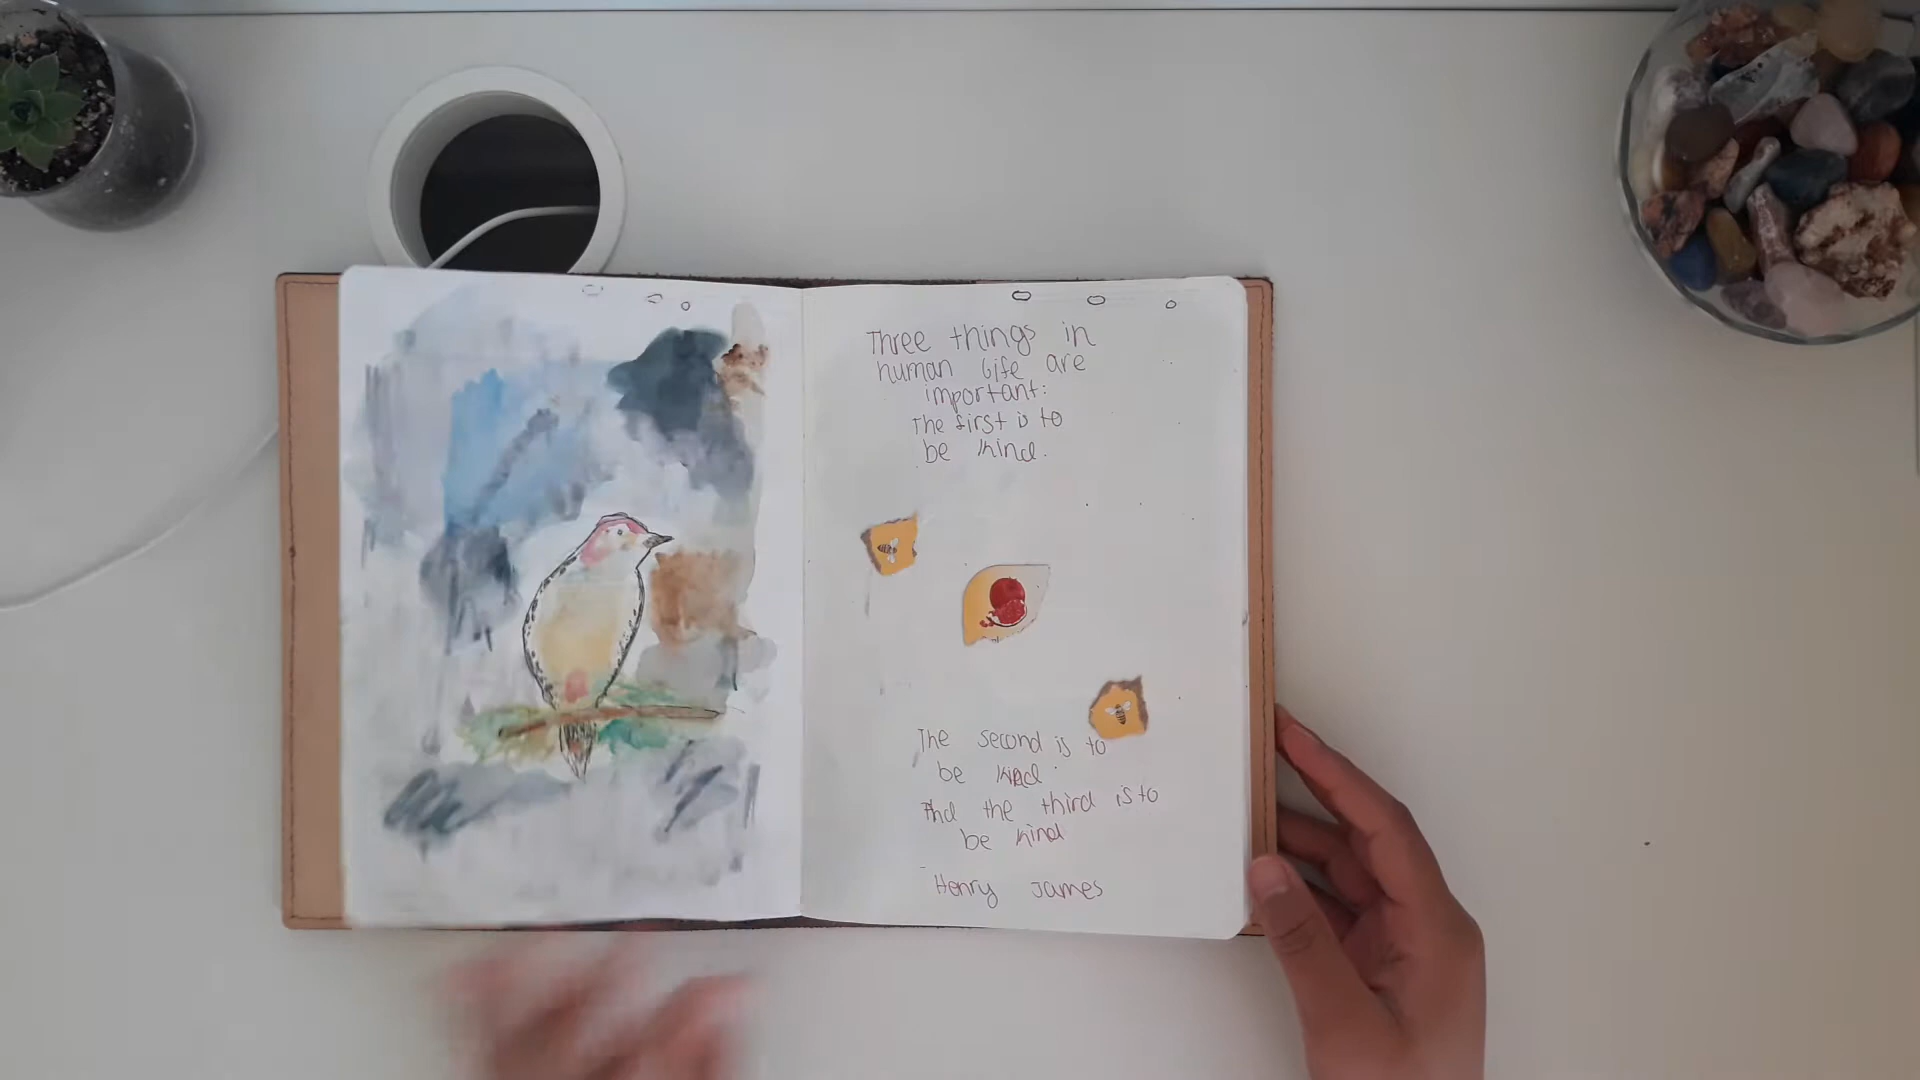 Three things in
human life are
important:
The first is to
be kind.
The second is to
be kind.
And the third is to
be kind
Henry James